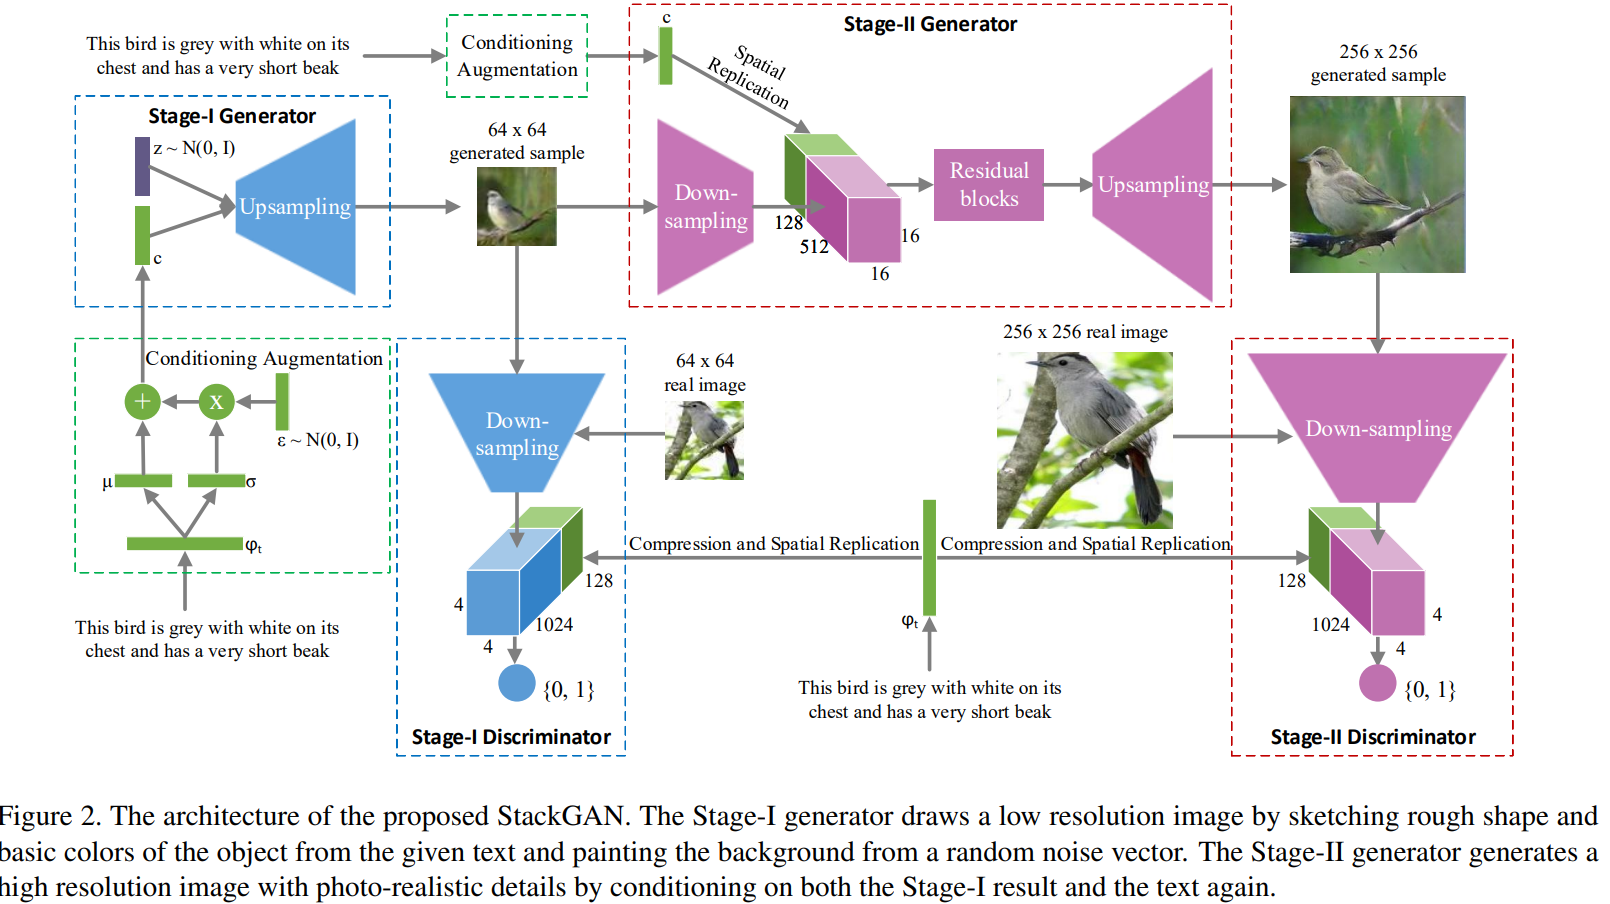 This bird is grey with white on its
chest and has a very short beak
Conditioning
Augmentation
c
Stage-II Generator
Spatial
Replication
256 x 256
generated sample
Stage-I Generator
z ~ N(0, I)
Upsampling
c
64 x 64
generated sample
Down-
sampling
128
512
16
16
Residual
blocks
Upsampling
Conditioning Augmentation
+
x
ε ~ N(0, I)
μ
σ
φt
This bird is grey with white on its
chest and has a very short beak
64 x 64
real image
Down-
sampling
128
1024
4
4
{0, 1}
Stage-I Discriminator
Compression and Spatial Replication
Compression and Spatial Replication
φt
This bird is grey with white on its
chest and has a very short beak
256 x 256 real image
Down-sampling
128
1024
4
4
{0, 1}
Stage-II Discriminator
Figure 2. The architecture of the proposed StackGAN. The Stage-I generator draws a low resolution image by sketching rough shape and
basic colors of the object from the given text and painting the background from a random noise vector. The Stage-II generator generates a
high resolution image with photo-realistic details by conditioning on both the Stage-I result and the text again.